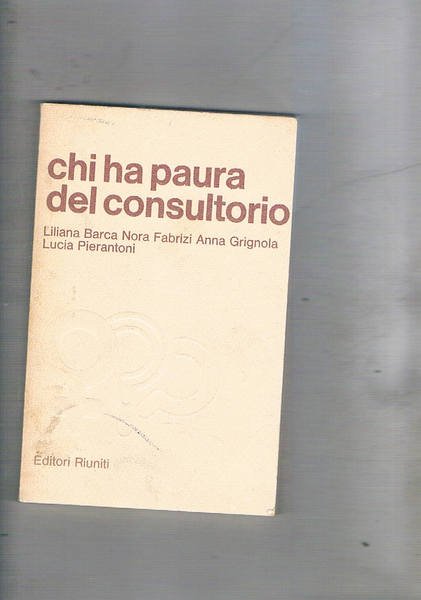 chi ha paura
del consultorio
Liliana Barca Nora Fabrizi Anna Grignola
Lucia Pierantoni
Editori Riuniti